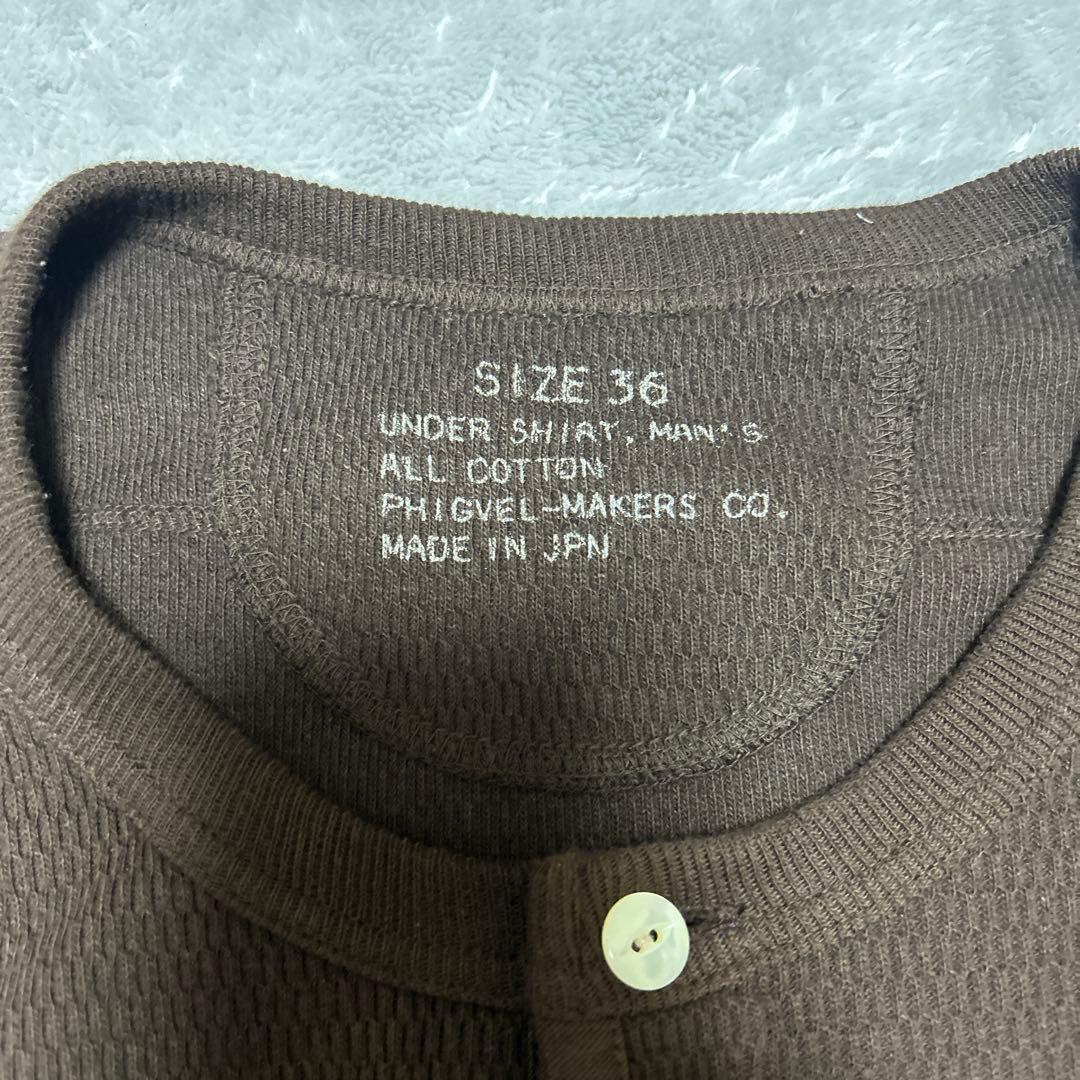 SIZE 36
UNDER SHIRT, MAN'S
ALL COTTON
PHIGVEL-MAKERS CO.
MADE IN JPN